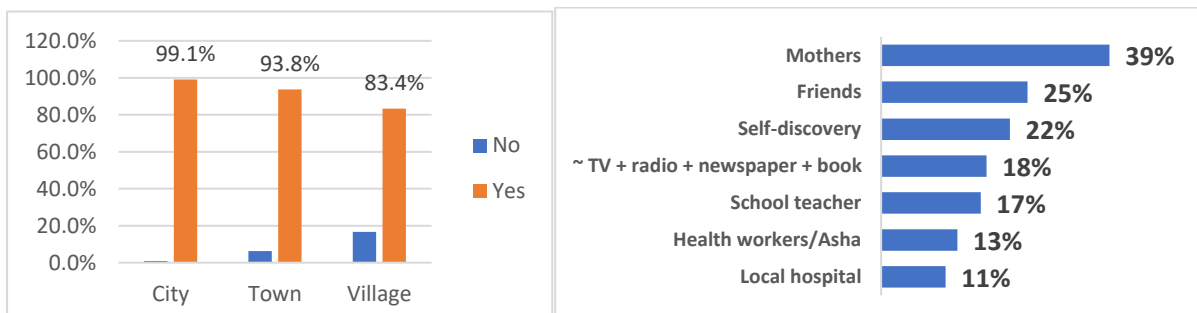 120.0%
99.1%
93.8%
83.4%
100.0%
80.0%
60.0%
40.0%
20.0%
0.0%
City Town Village
No
Yes
Mothers 39%
Friends 25%
Self-discovery 22%
~ TV + radio + newspaper + book 18%
School teacher 17%
Health workers/Asha 13%
Local hospital 11%